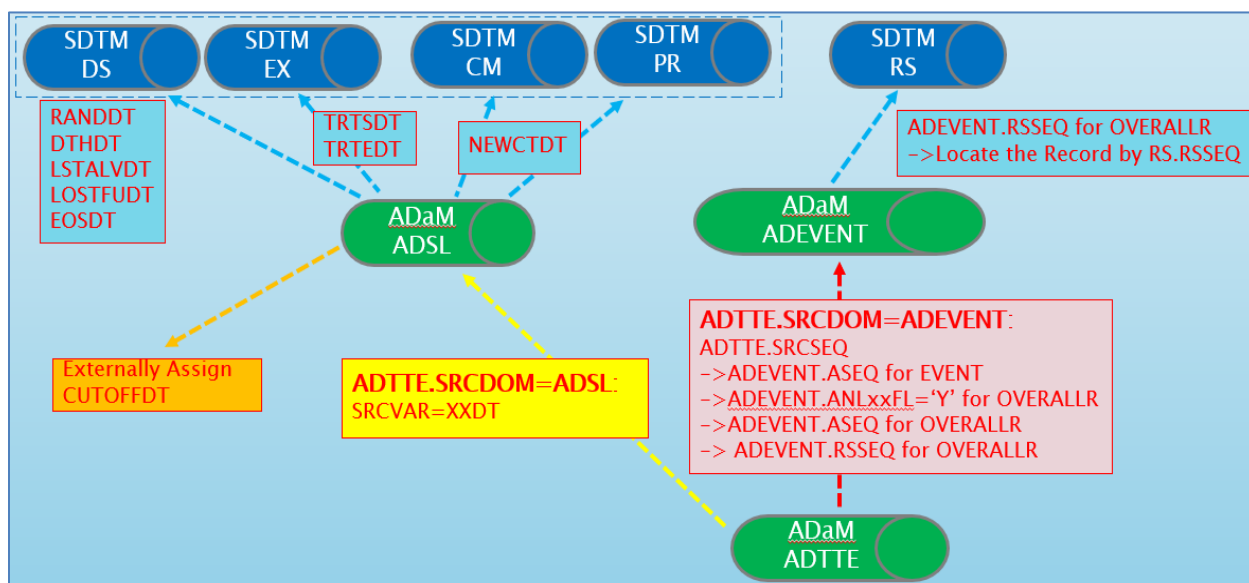 SDTM
DS
SDTM
EX
SDTM
CM
SDTM
PR
SDTM
RS
RANDDT
DTHDT
LSTALVDT
LOSTFUDT
EOSDT
TRTSDT
TRTEDT
NEWCTDT
ADEVENT.RSSEQ for OVERALLR
->Locate the Record by RS.RSSEQ
ADaM
ADSL
ADaM
ADEVENT
Externally Assign
CUTOFFDT
ADTTE.SRCDOM=ADSL:
SRCVAR=XXDT
ADTTE.SRCDOM=ADEVENT:
ADTTE.SRCSEQ
->ADEVENT.ASEQ for EVENT
->ADEVENT.ANLxxFL=‘Y’ for OVERALLR
->ADEVENT.ASEQ for OVERALLR
-> ADEVENT.RSSEQ for OVERALLR
ADaM
ADTTE